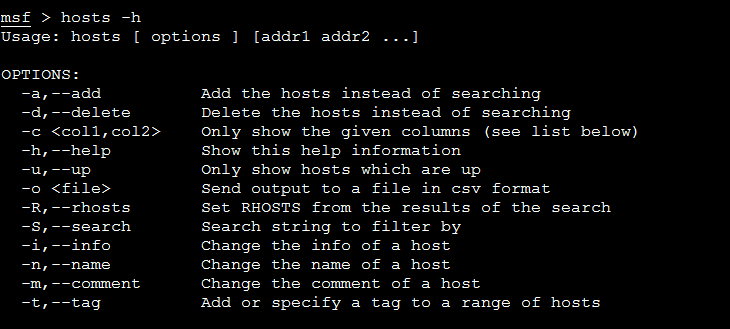 msf > hosts -h
Usage: hosts [ options ] [addr1 addr2 ...]

OPTIONS:
  -a,--add          Add the hosts instead of searching
  -d,--delete       Delete the hosts instead of searching
  -c <col1,col2>    Only show the given columns (see list below)
  -h,--help         Show this help information
  -u,--up           Only show hosts which are up
  -o <file>         Send output to a file in csv format
  -R,--rhosts       Set RHOSTS from the results of the search
  -S,--search       Search string to filter by
  -i,--info         Change the info of a host
  -n,--name         Change the name of a host
  -m,--comment      Change the comment of a host
  -t,--tag          Add or specify a tag to a range of hosts